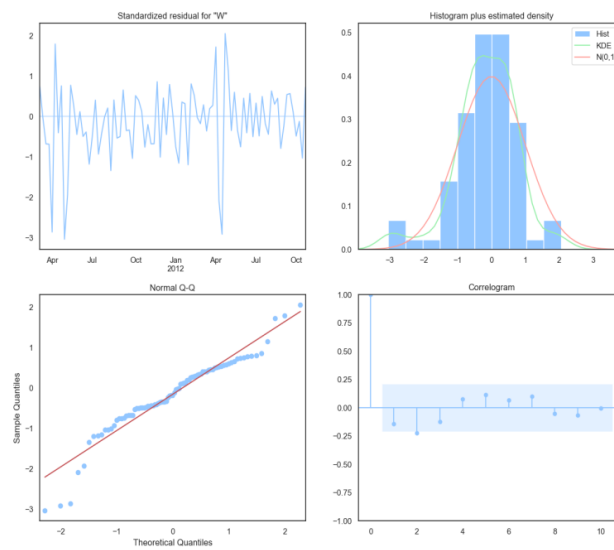 Standardized residual for "W"
2
1
0
−1
−2
−3
Apr
Jul
Oct
Jan
2012
Apr
Jul
Oct
Histogram plus estimated density
Hist
KDE
N(0,1
0.5
0.4
0.3
0.2
0.1
0.0
−3
−2
−1
0
1
2
3
Normal Q-Q
Sample Quantiles
2
1
0
−1
−2
−3
−2
−1
0
1
2
Theoretical Quantiles
Correlogram
1.00
0.75
0.50
0.25
0.00
−0.25
−0.50
−0.75
−1.00
0
2
4
6
8
10